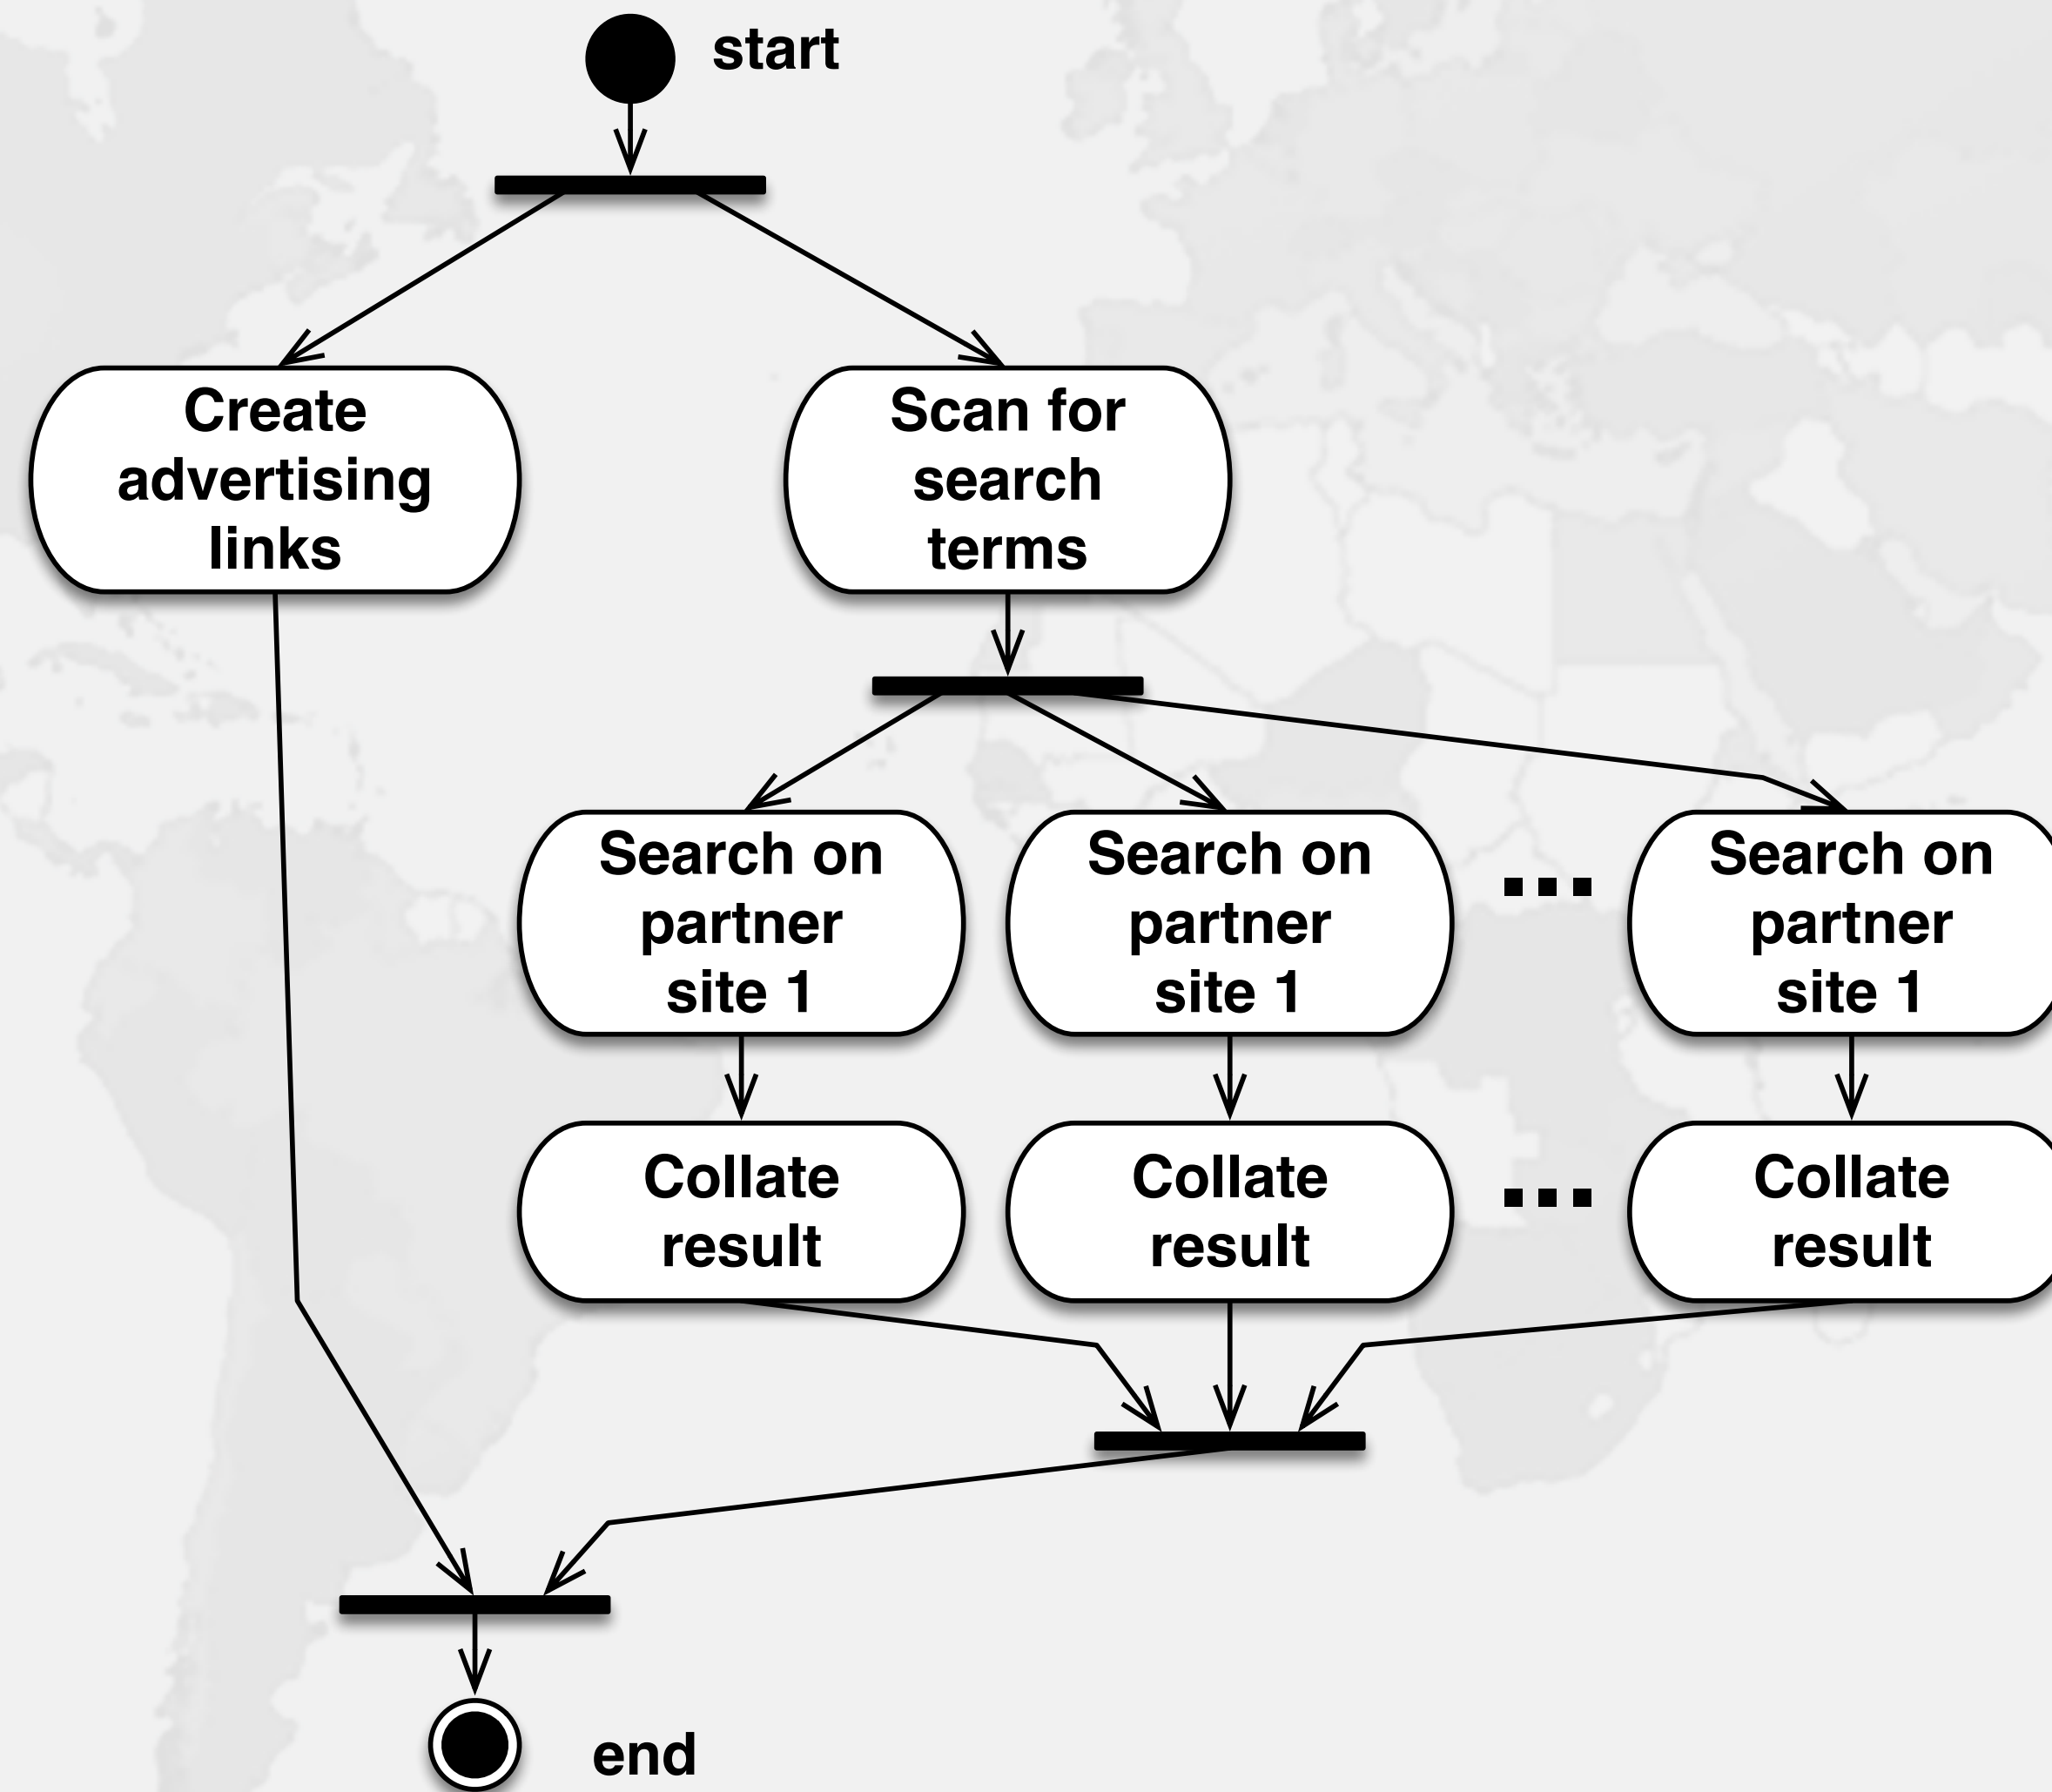 start
Create
advertising
links
Scan for
search
terms
Search on
partner
site 1
Search on
partner
site 1
...
Search on
partner
site 1
Collate
result
Collate
result
...
Collate
result
end